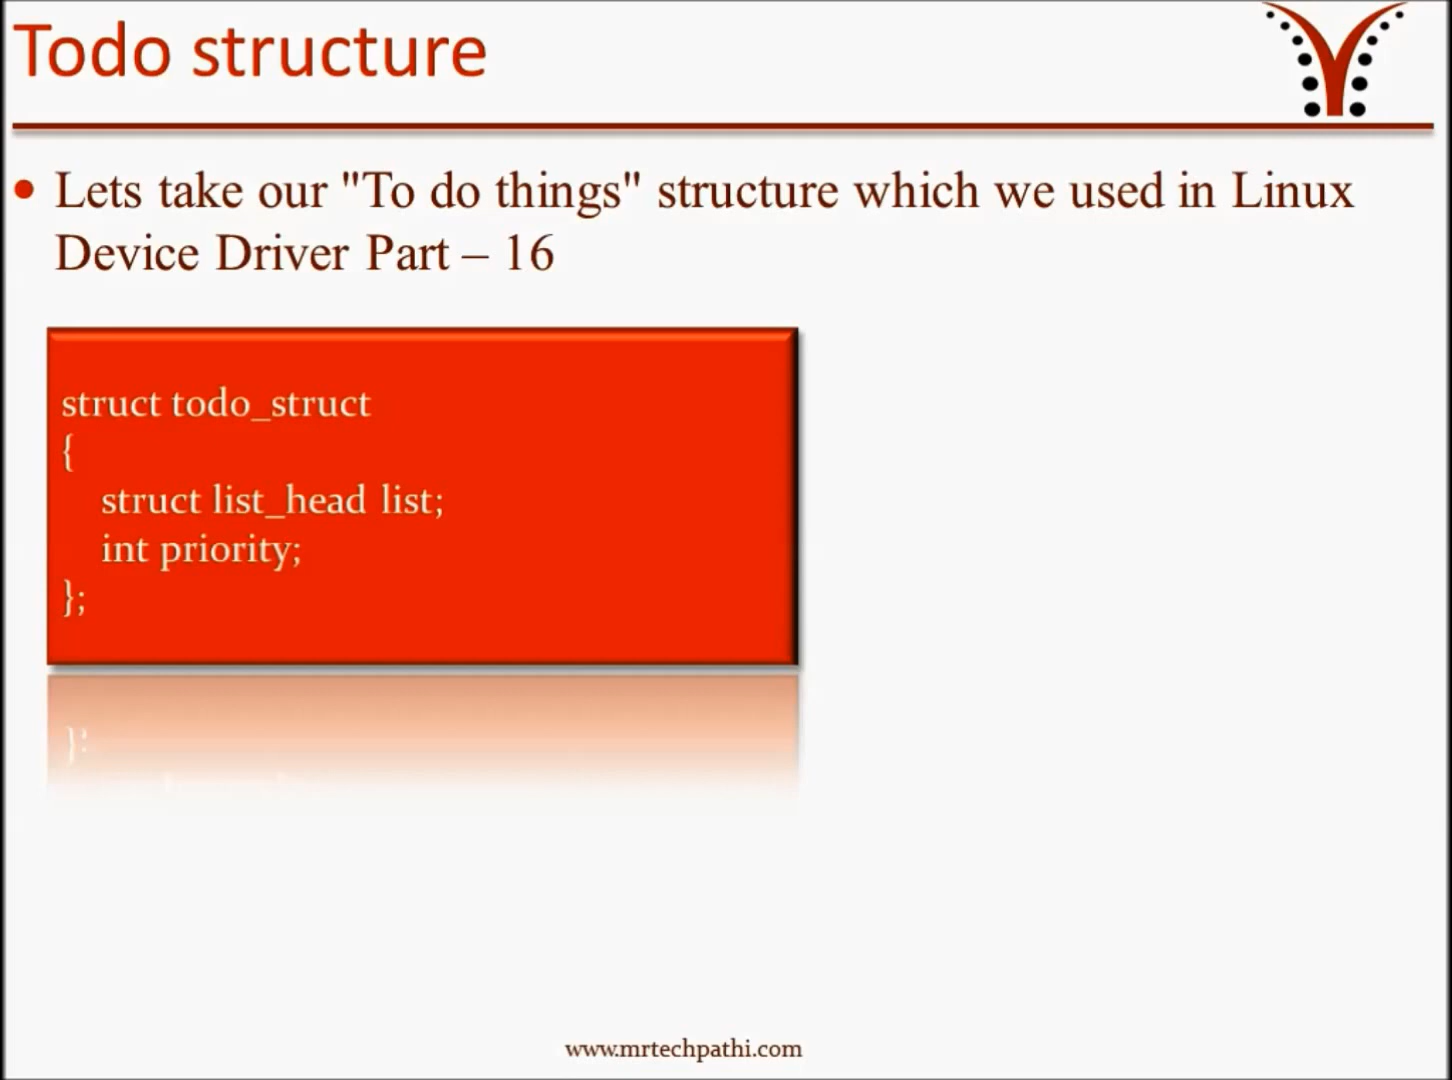 Todo structure
Lets take our "To do things" structure which we used in Linux
Device Driver Part – 16
struct todo_struct
{
struct list_head list;
int priority;
};
www.mrtechpathi.com